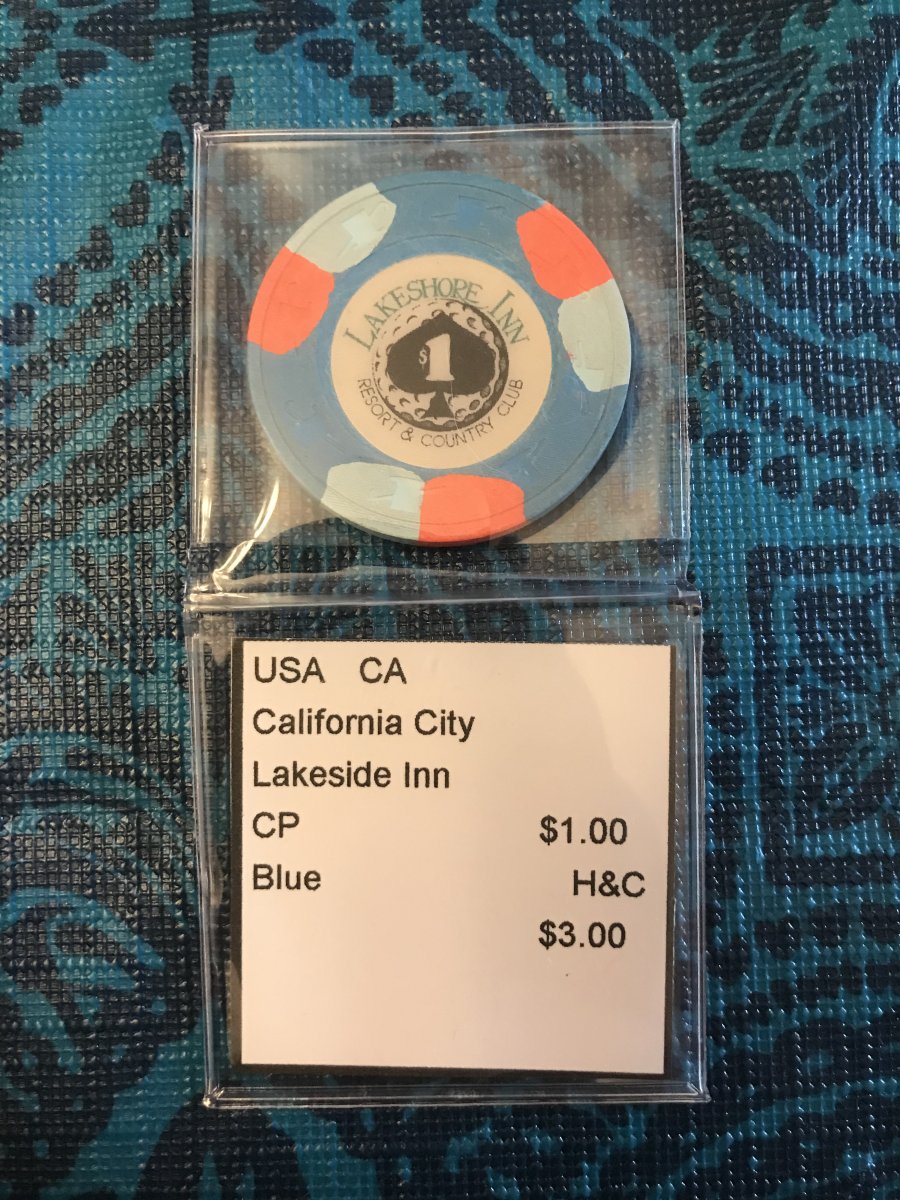 LAKESHORE INN
$1
RESORT & COUNTRY CLUB
USA CA
California City
Lakeside Inn
CP $1.00
Blue H&C
$3.00